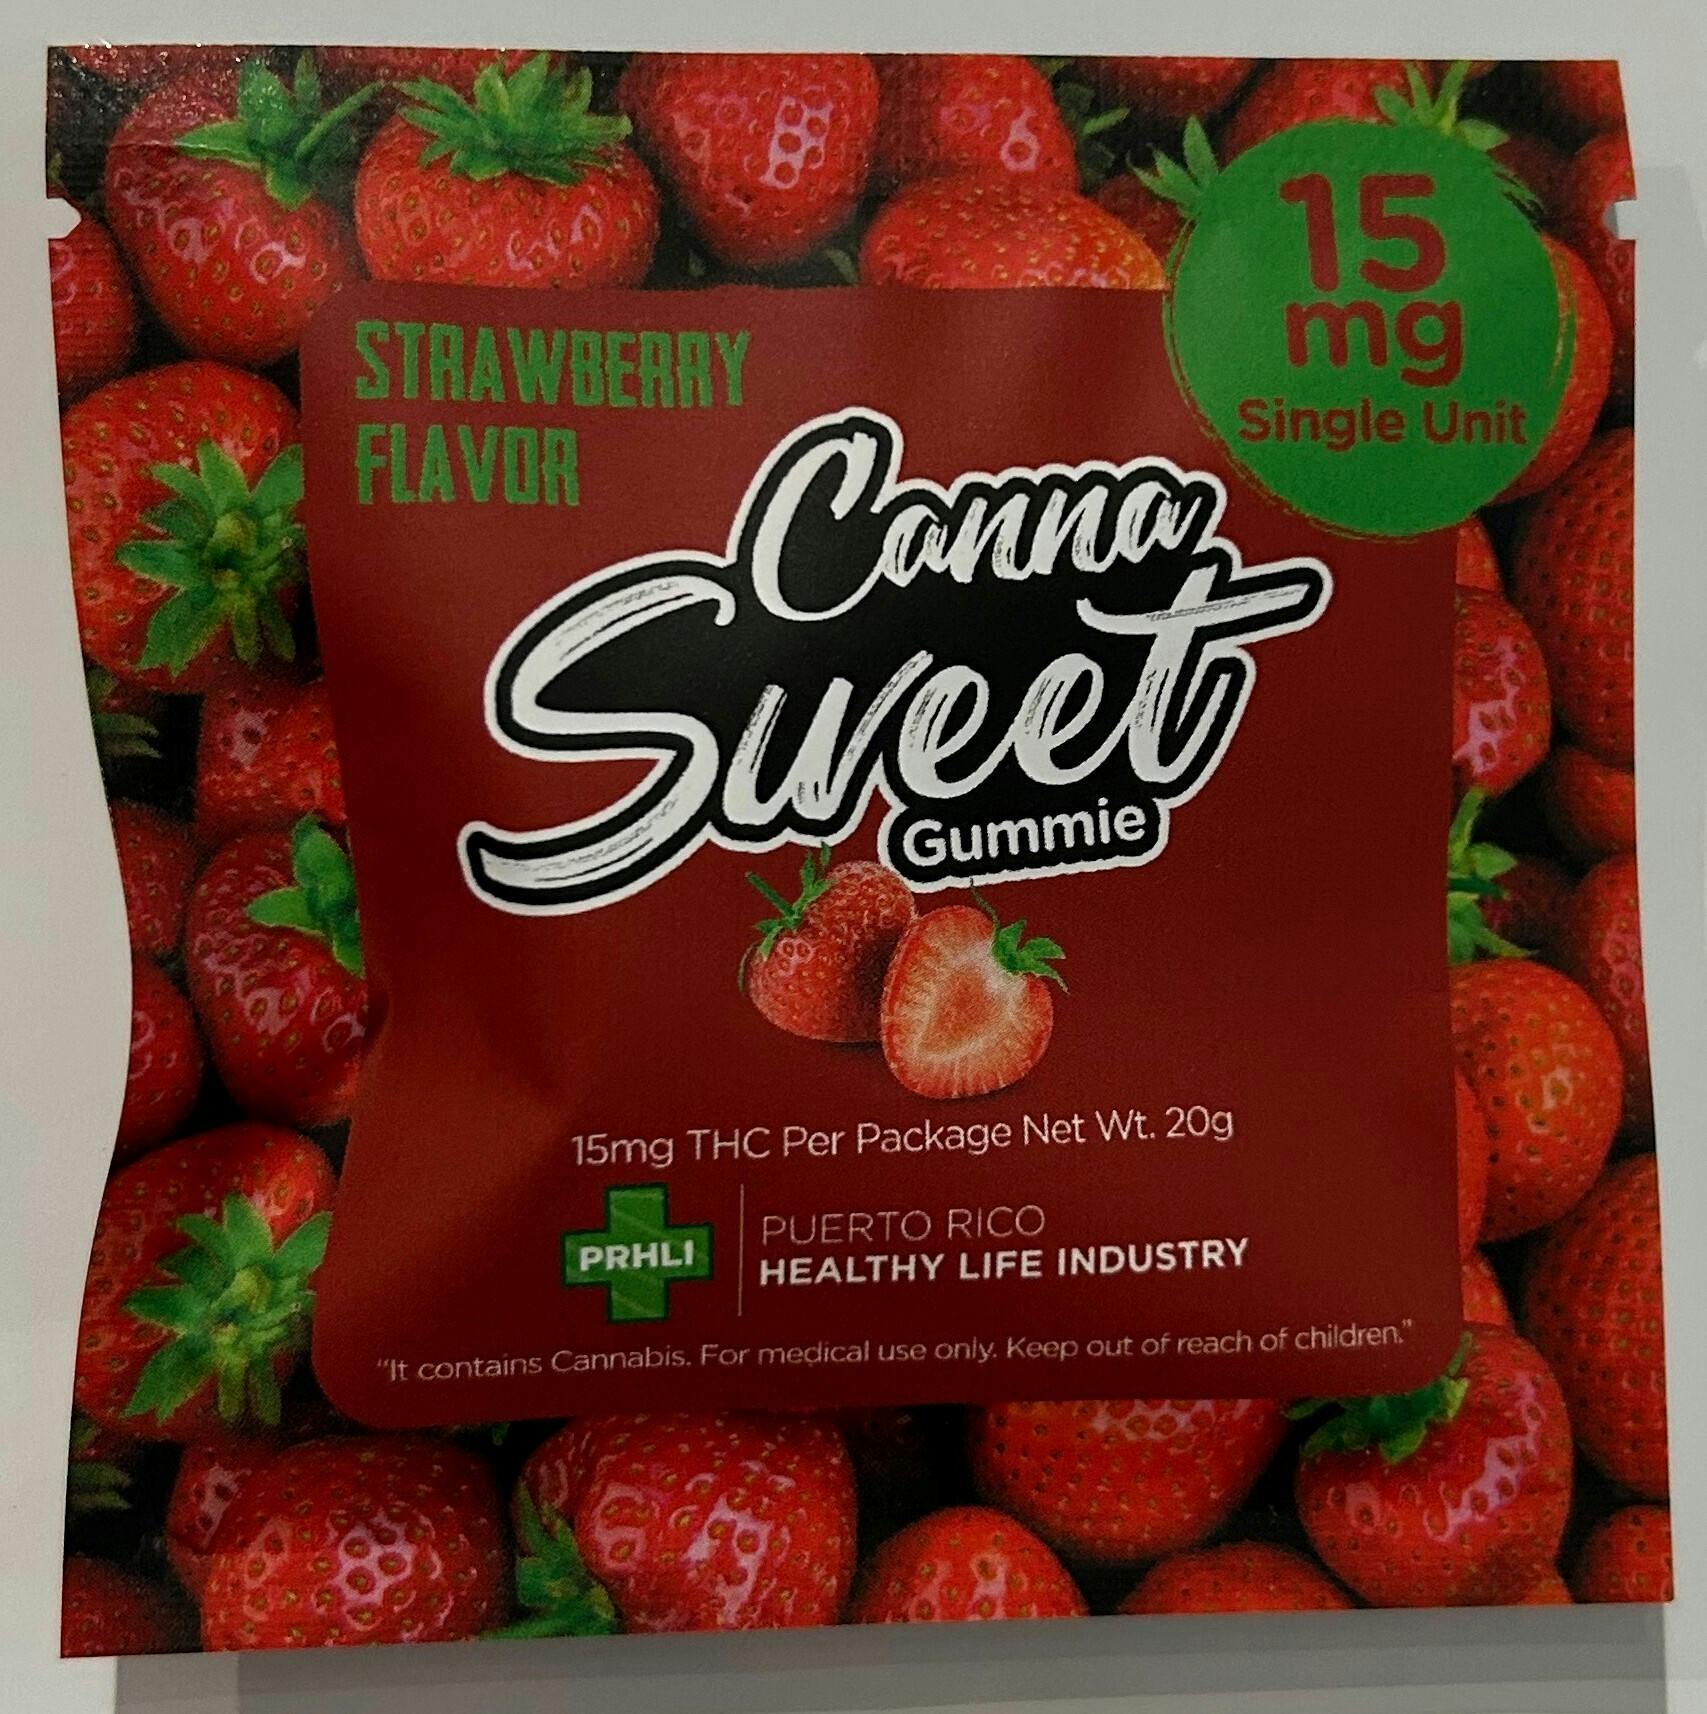 15
mg
Single Unit
STRAWBERRY
FLAVOR
Canna
Sweet
Gummie
15mg THC Per Package Net Wt. 20g
PRHLI
PUERTO RICO
HEALTHY LIFE INDUSTRY
"It contains Cannabis. For medical use only. Keep out of reach of children."